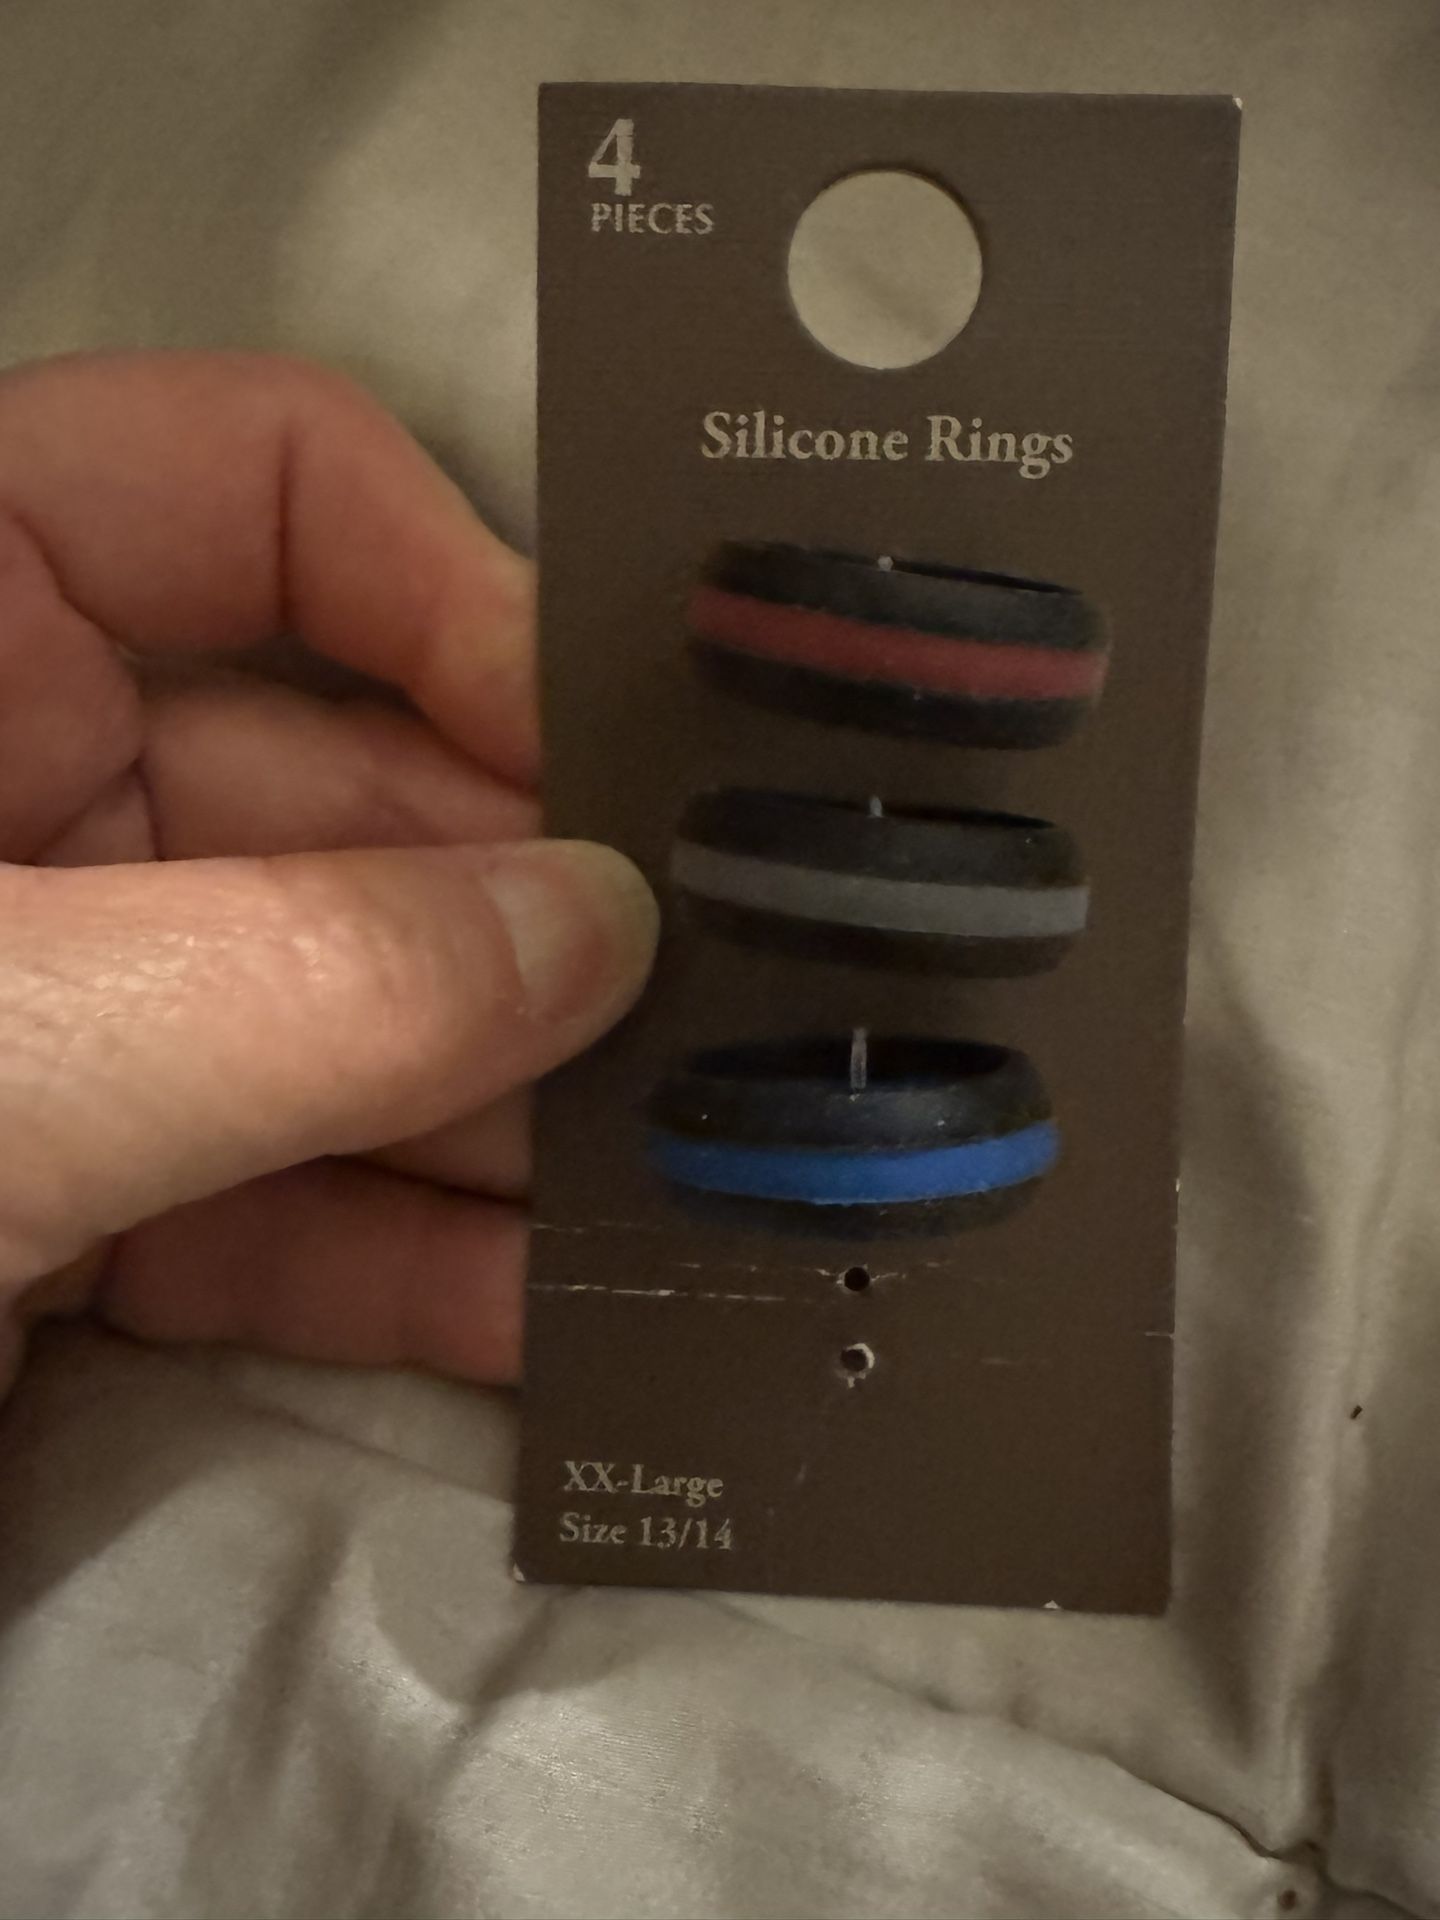 4
PIECES
Silicone Rings
XX-Large
Size 13/14